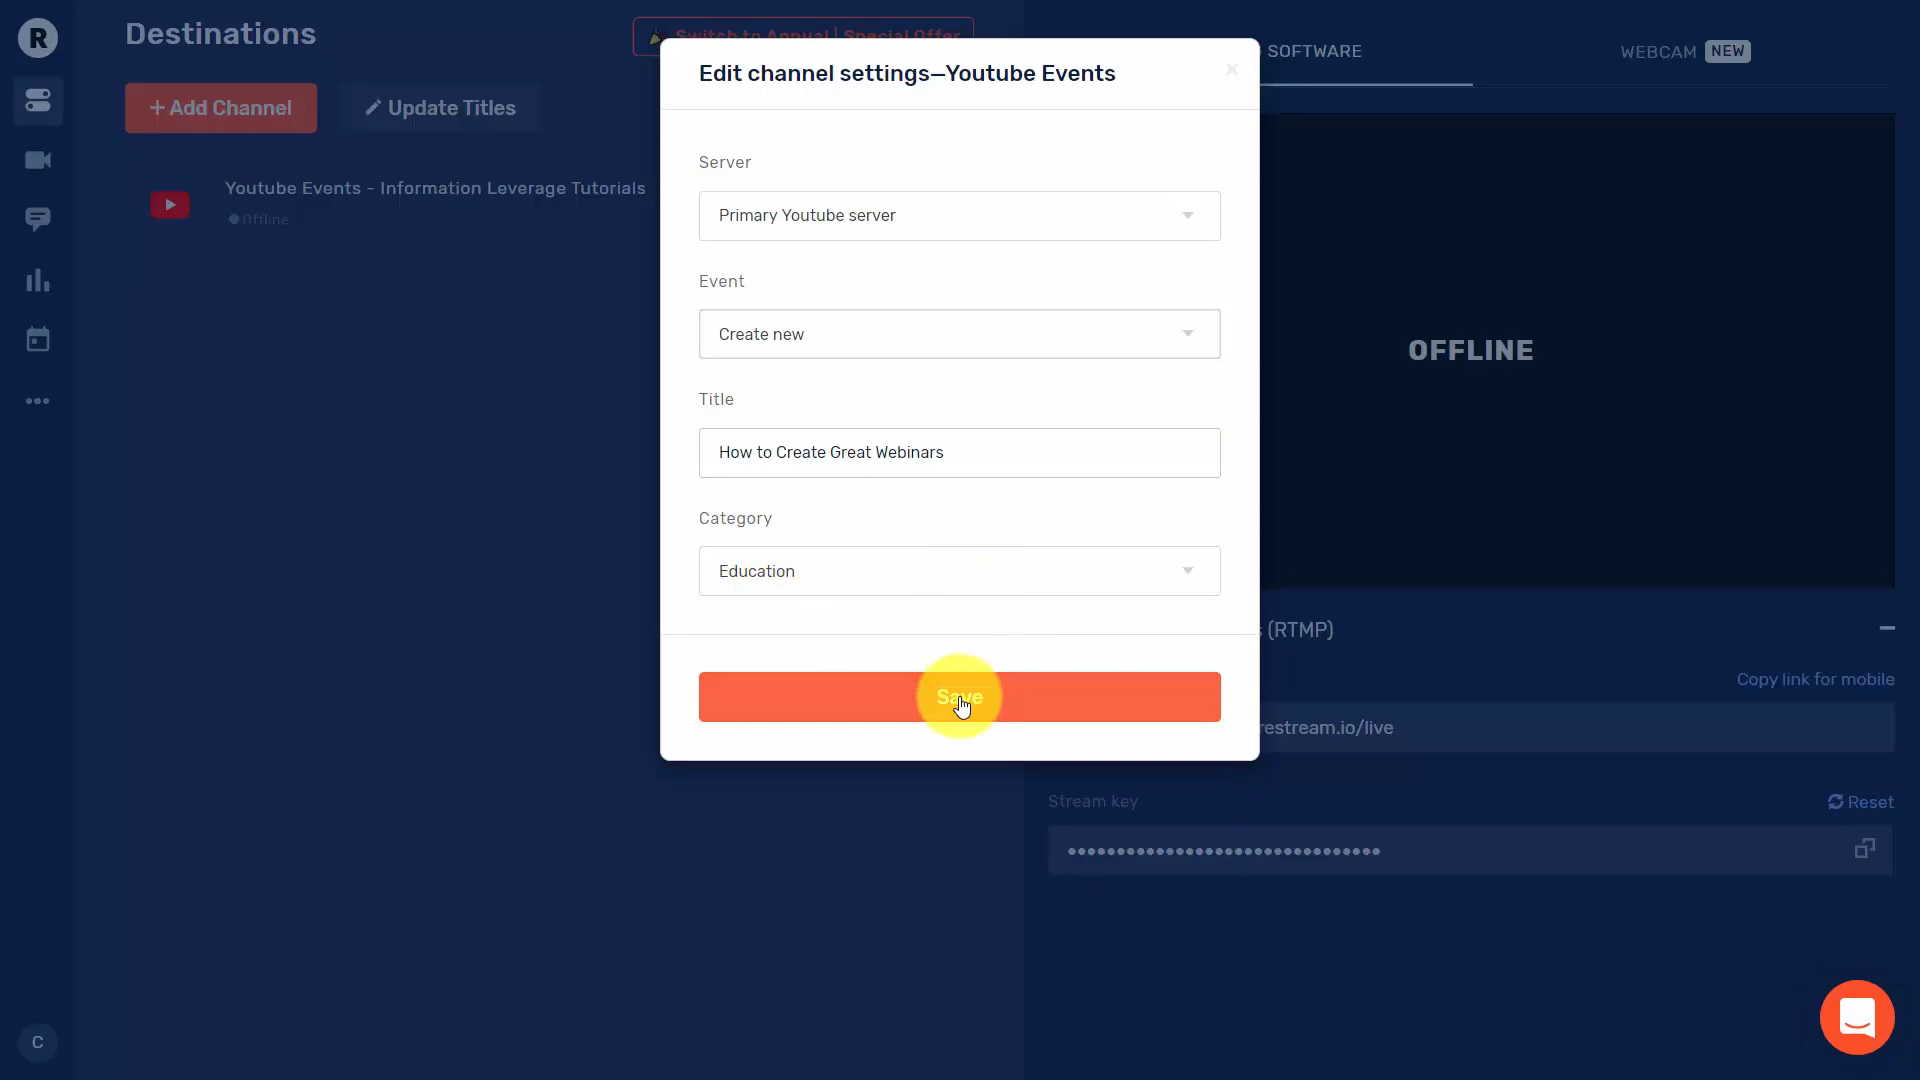 R
Destinations
Switch to Annual | Special Offer
+ Add Channel
Update Titles
Youtube Events - Information Leverage Tutorials
Offline
C
Edit channel settings—Youtube Events
×
Server
Primary Youtube server
Event
Create new
Title
How to Create Great Webinars
Category
Education
Save
SOFTWARE
WEBCAM NEW
OFFLINE
(RTMP)
Copy link for mobile
restream.io/live
Stream key
Reset